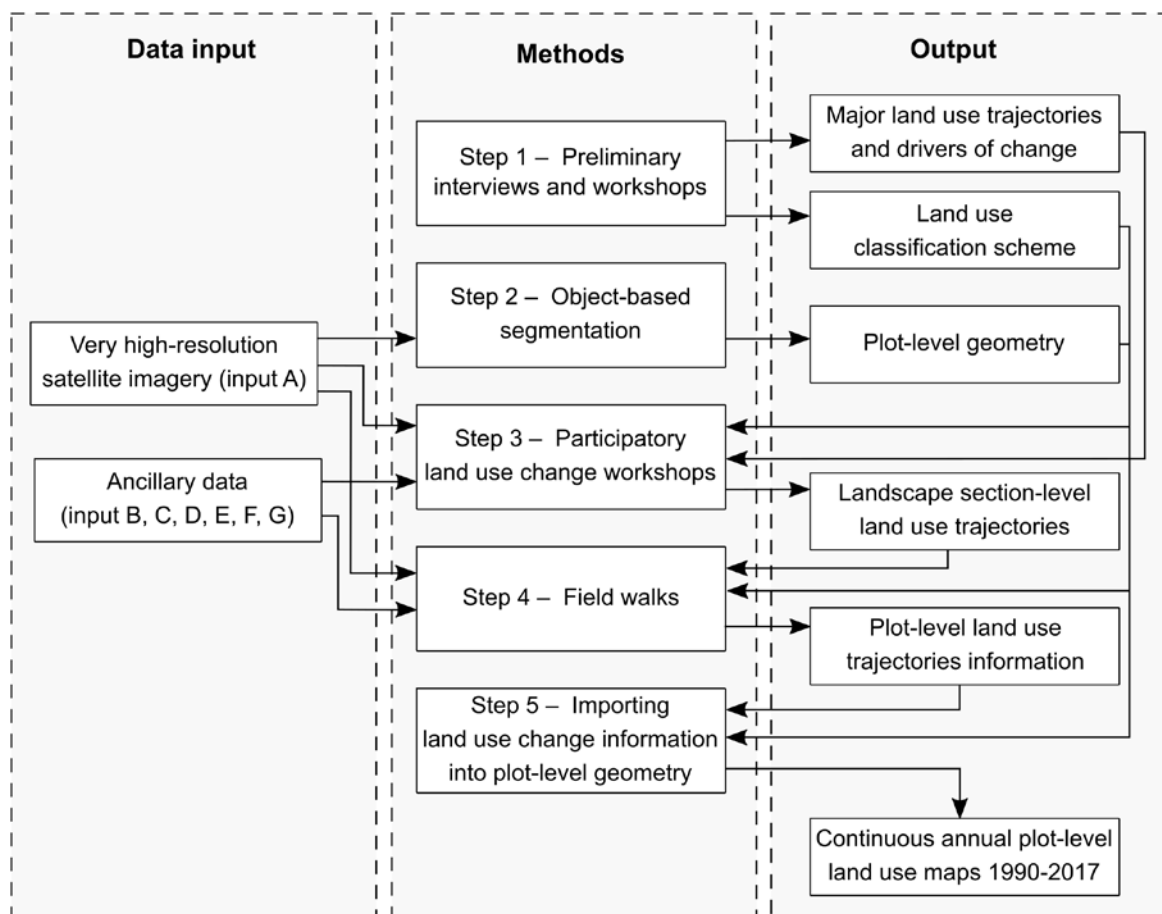 Data input
Methods
Output
Step 1 – Preliminary
interviews and workshops
Major land use trajectories
and drivers of change
Land use
classification scheme
Step 2 – Object-based
segmentation
Plot-level geometry
Very high-resolution
satellite imagery (input A)
Step 3 – Participatory
land use change workshops
Ancillary data
(input B, C, D, E, F, G)
Landscape section-level
land use trajectories
Step 4 – Field walks
Plot-level land use
trajectories information
Step 5 – Importing
land use change information
into plot-level geometry
Continuous annual plot-level
land use maps 1990-2017